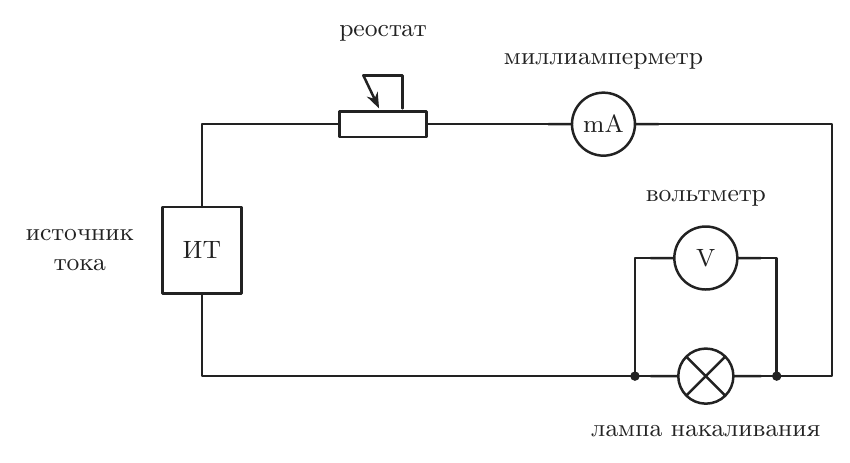 реостат
миллиамперметр
mA
вольтметр
источник
тока
ИТ
V
лампа накаливания